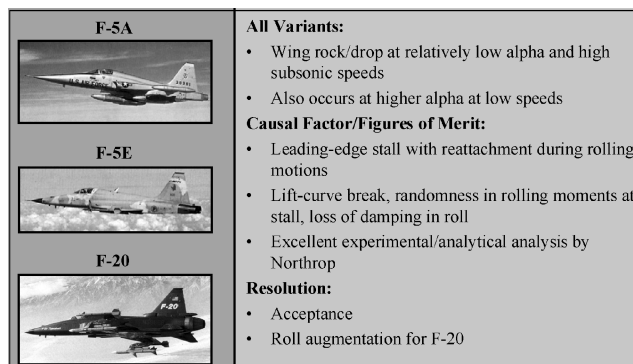 F-5A
F-5E
F-20
F-20
All Variants:
• Wing rock/drop at relatively low alpha and high
subsonic speeds
• Also occurs at higher alpha at low speeds
Causal Factor/Figures of Merit:
• Leading-edge stall with reattachment during rolling
motions
• Lift-curve break, randomness in rolling moments at
stall, loss of damping in roll
• Excellent experimental/analytical analysis by
Northrop
Resolution:
• Acceptance
• Roll augmentation for F-20